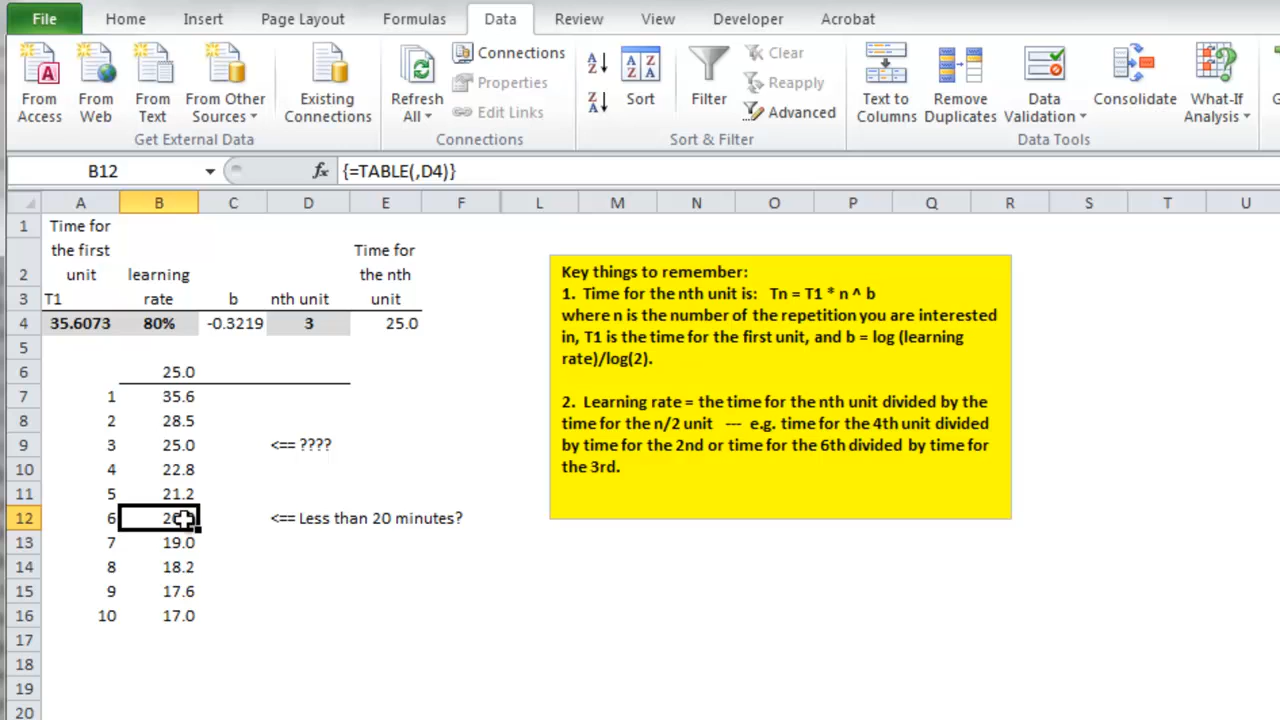 File Home Insert Page Layout Formulas Data Review View Developer Acrobat
From Access
From Web
From Text
From Other Sources
Existing Connections
Get External Data
Refresh All
Connections
Properties
Edit Links
Connections
Sort
Filter
Clear
Reapply
Advanced
Sort & Filter
Text to Columns
Remove Duplicates
Data Validation
Consolidate
What-If Analysis
Data Tools
B12 fx {=TABLE(,D4)}
A B C D E F L M N O P Q R S T U
1 Time for
the first Time for
2 unit learning the nth
3 T1 rate b nth unit unit
4 35.6073 80% -0.3219 3 25.0
5
6 25.0
7 1 35.6
8 2 28.5
9 3 25.0 <== ????
10 4 22.8
11 5 21.2
12 6 <== Less than 20 minutes?
13 7 19.0
14 8 18.2
15 9 17.6
16 10 17.0
17
18
19
20
Key things to remember:
1. Time for the nth unit is: Tn = T1 * n ^ b
where n is the number of the repetition you are interested
in, T1 is the time for the first unit, and b = log (learning
rate)/log(2).
2. Learning rate = the time for the nth unit divided by the
time for the n/2 unit --- e.g. time for the 4th unit divided
by time for the 2nd or time for the 6th divided by time for
the 3rd.